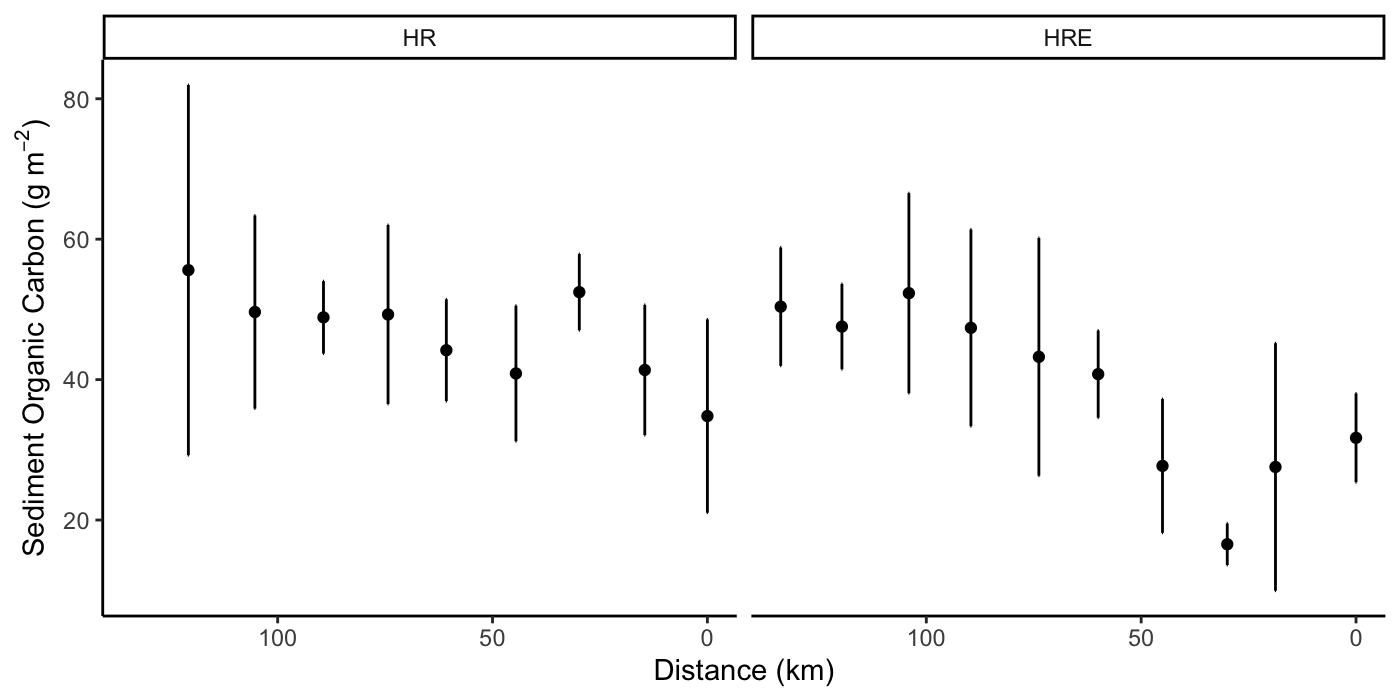 HR HRE
Sediment Organic Carbon (g m⁻²)
80
60
40
20
100 50 0 100 50 0
Distance (km)